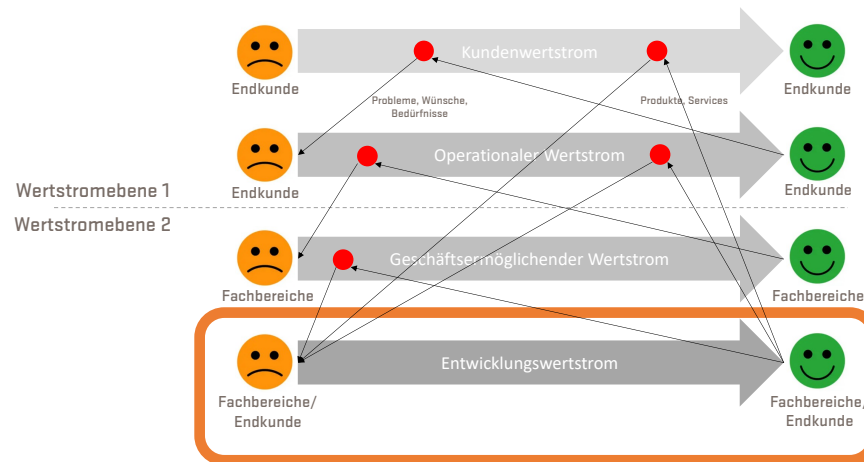 Kundenwertstrom
Endkunde
Endkunde
Probleme, Wünsche,
Bedürfnisse
Produkte, Services
Operationaler Wertstrom
Endkunde
Endkunde
Wertstromebene 1
Wertstromebene 2
Geschäftsermöglichender Wertstrom
Fachbereiche
Fachbereiche
Entwicklungswertstrom
Fachbereiche/
Endkunde
Fachbereiche,
Endkunde